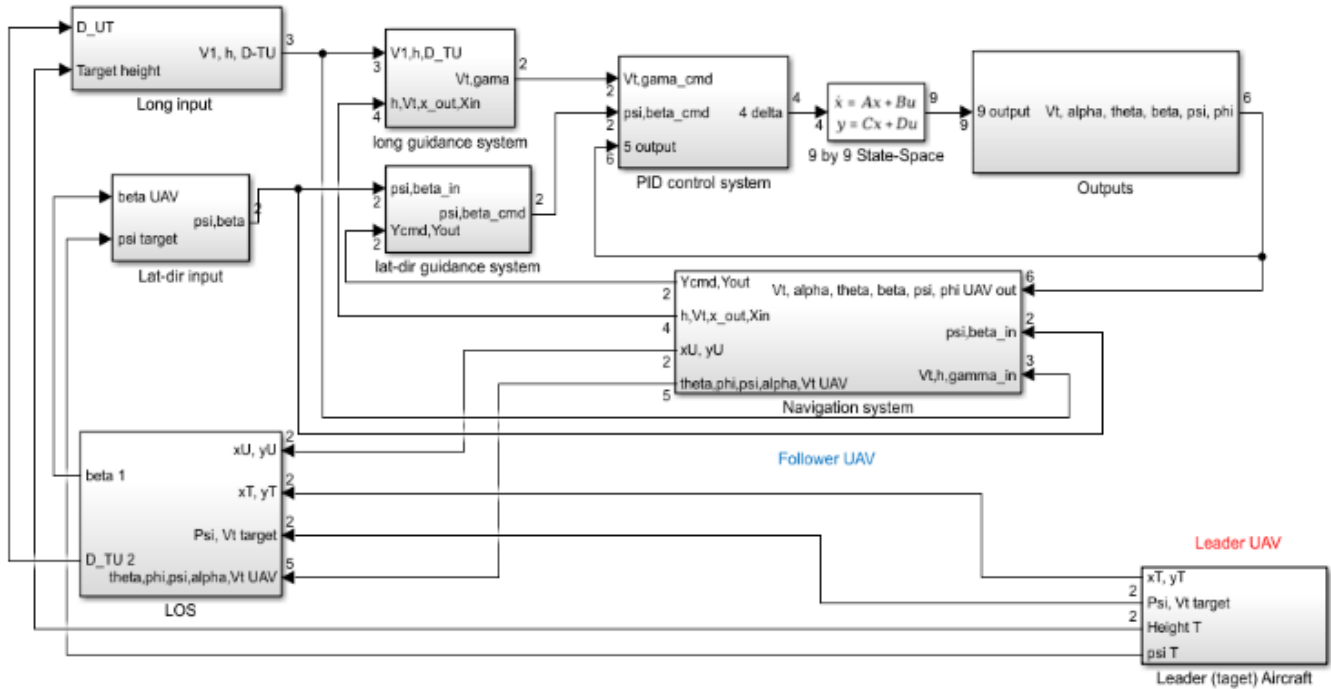 D_UT
Target height
V1, h, D-TU
3
Long input
V1,h,D_TU
3
Vt,gama
2
h,Vt,x_out,Xin
4
long guidance system
Vt,gama_cmd
2
psi,beta_cmd
2
5 output
6
4 delta
4
PID control system
ẋ = Ax + Bu
y = Cx + Du
4
9
9 by 9 State-Space
9 output
9
Vt, alpha, theta, beta, psi, phi
6
Outputs
beta UAV
psi target
psi,beta
2
Lat-dir input
psi,beta_in
2
psi,beta_cmd
2
Ycmd,Yout
2
lat-dir guidance system
Ycmd,Yout
2
h,Vt,x_out,Xin
4
xU, yU
2
theta,phi,psi,alpha,Vt UAV
5
Vt, alpha, theta, beta, psi, phi UAV out
6
psi,beta_in
2
Vt,h,gamma_in
3
Navigation system
Follower UAV
beta 1
D_TU 2
xU, yU
2
xT, yT
2
Psi, Vt target
2
theta,phi,psi,alpha,Vt UAV
5
LOS
Leader UAV
xT, yT
2
Psi, Vt target
2
Height T
psi T
Leader (taget) Aircraft